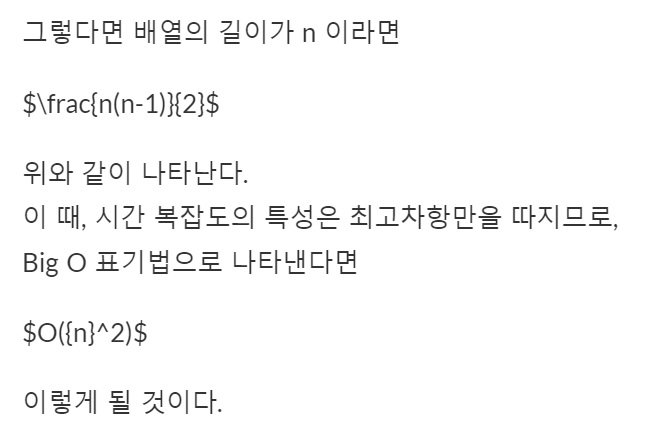 그렇다면 배열의 길이가 n 이라면
$\frac{n(n-1)}{2}$
위와 같이 나타난다.
이 때, 시간 복잡도의 특성은 최고차항만을 따지므로,
Big O 표기법으로 나타낸다면
$O({n}^2)$
이렇게 될 것이다.